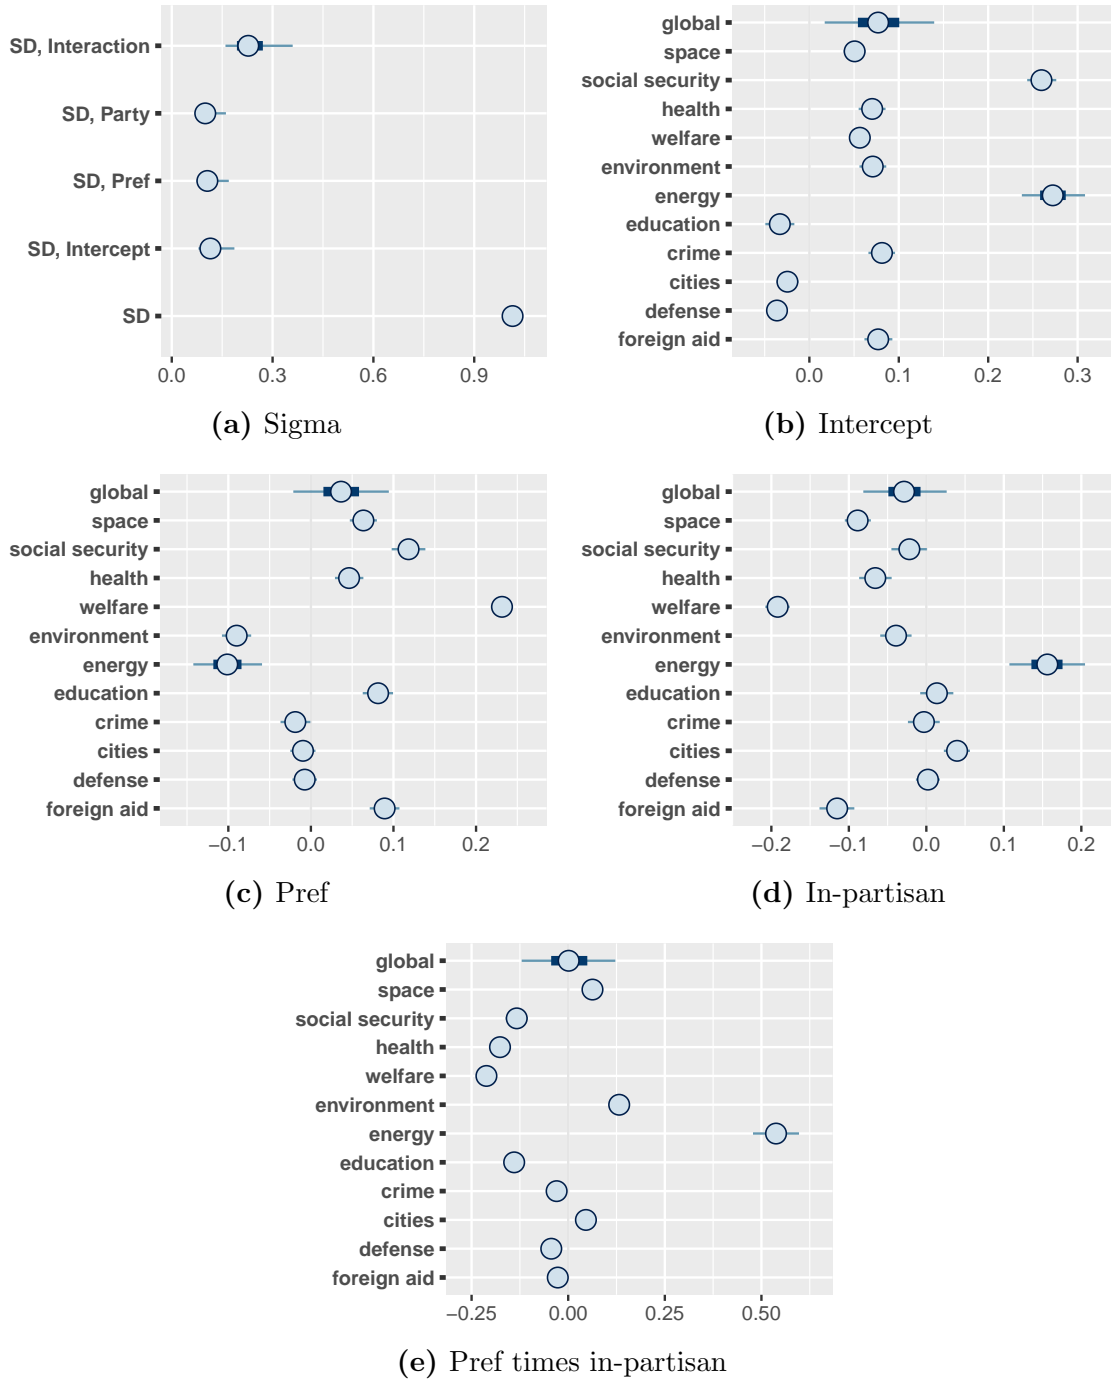 SD, Interaction
SD, Party
SD, Pref
SD, Intercept
SD
0.0 0.3 0.6 0.9
(a) Sigma
global
space
social security
health
welfare
environment
energy
education
crime
cities
defense
foreign aid
0.0 0.1 0.2 0.3
(b) Intercept
global
space
social security
health
welfare
environment
energy
education
crime
cities
defense
foreign aid
−0.1 0.0 0.1 0.2
(c) Pref
global
space
social security
health
welfare
environment
energy
education
crime
cities
defense
foreign aid
−0.2 −0.1 0.0 0.1 0.2
(d) In-partisan
global
space
social security
health
welfare
environment
energy
education
crime
cities
defense
foreign aid
−0.25 0.00 0.25 0.50
(e) Pref times in-partisan